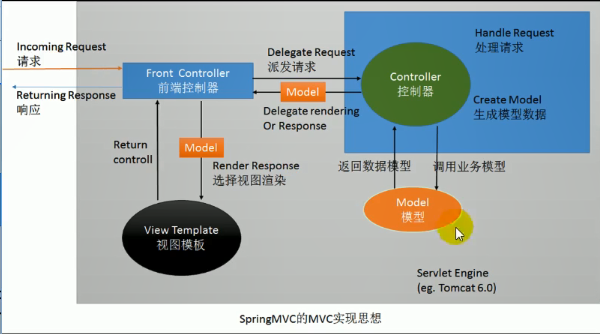 Incoming Request
请求
Returning Response
响应
Front Controller
前端控制器
Delegate Request
派发请求
Model
Delegate rendering
Or Response
Controller
控制器
Handle Request
处理请求
Create Model
生成模型数据
Return
controll
Model
Render Response
选择视图渲染
返回数据模型
调用业务模型
View Template
视图模板
Model
模型
Servlet Engine
(eg. Tomcat 6.0)
SpringMVC的MVC实现思想